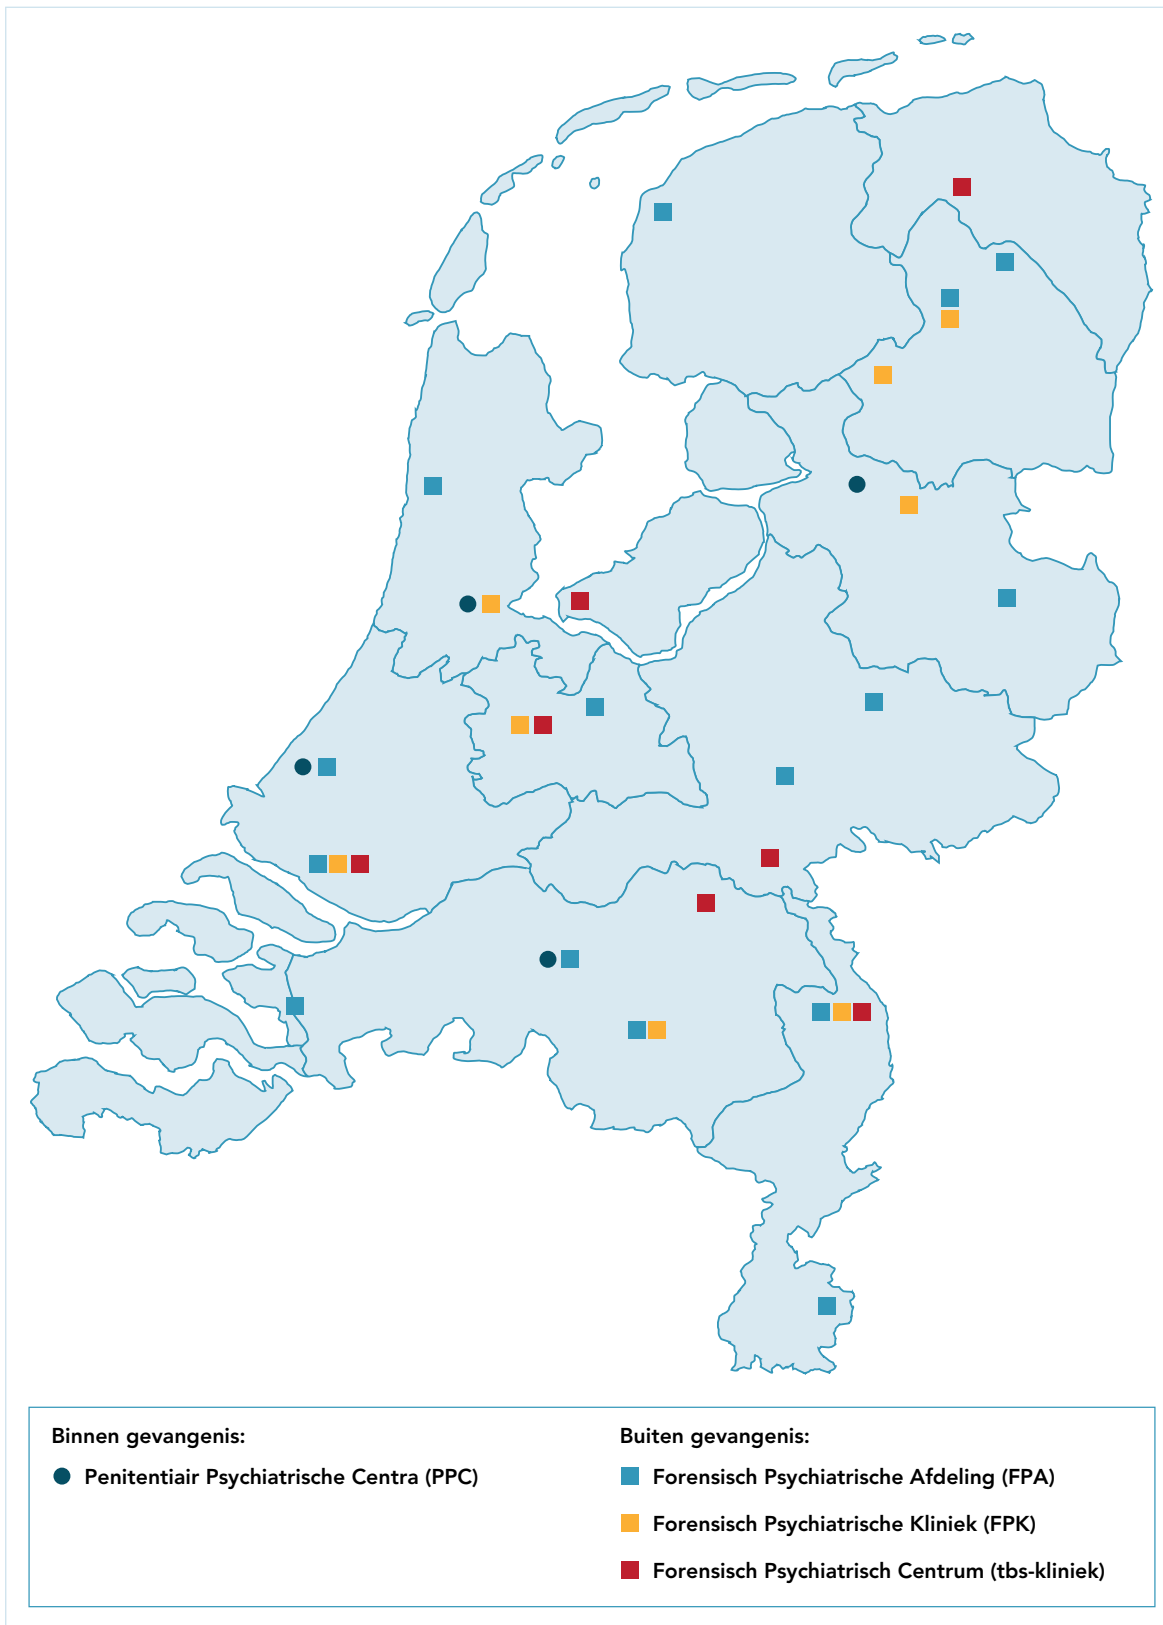 Binnen gevangenis:
Penitentiair Psychiatrische Centra (PPC)
Buiten gevangenis:
Forensisch Psychiatrische Afdeling (FPA)
Forensisch Psychiatrische Kliniek (FPK)
Forensisch Psychiatrisch Centrum (tbs-kliniek)